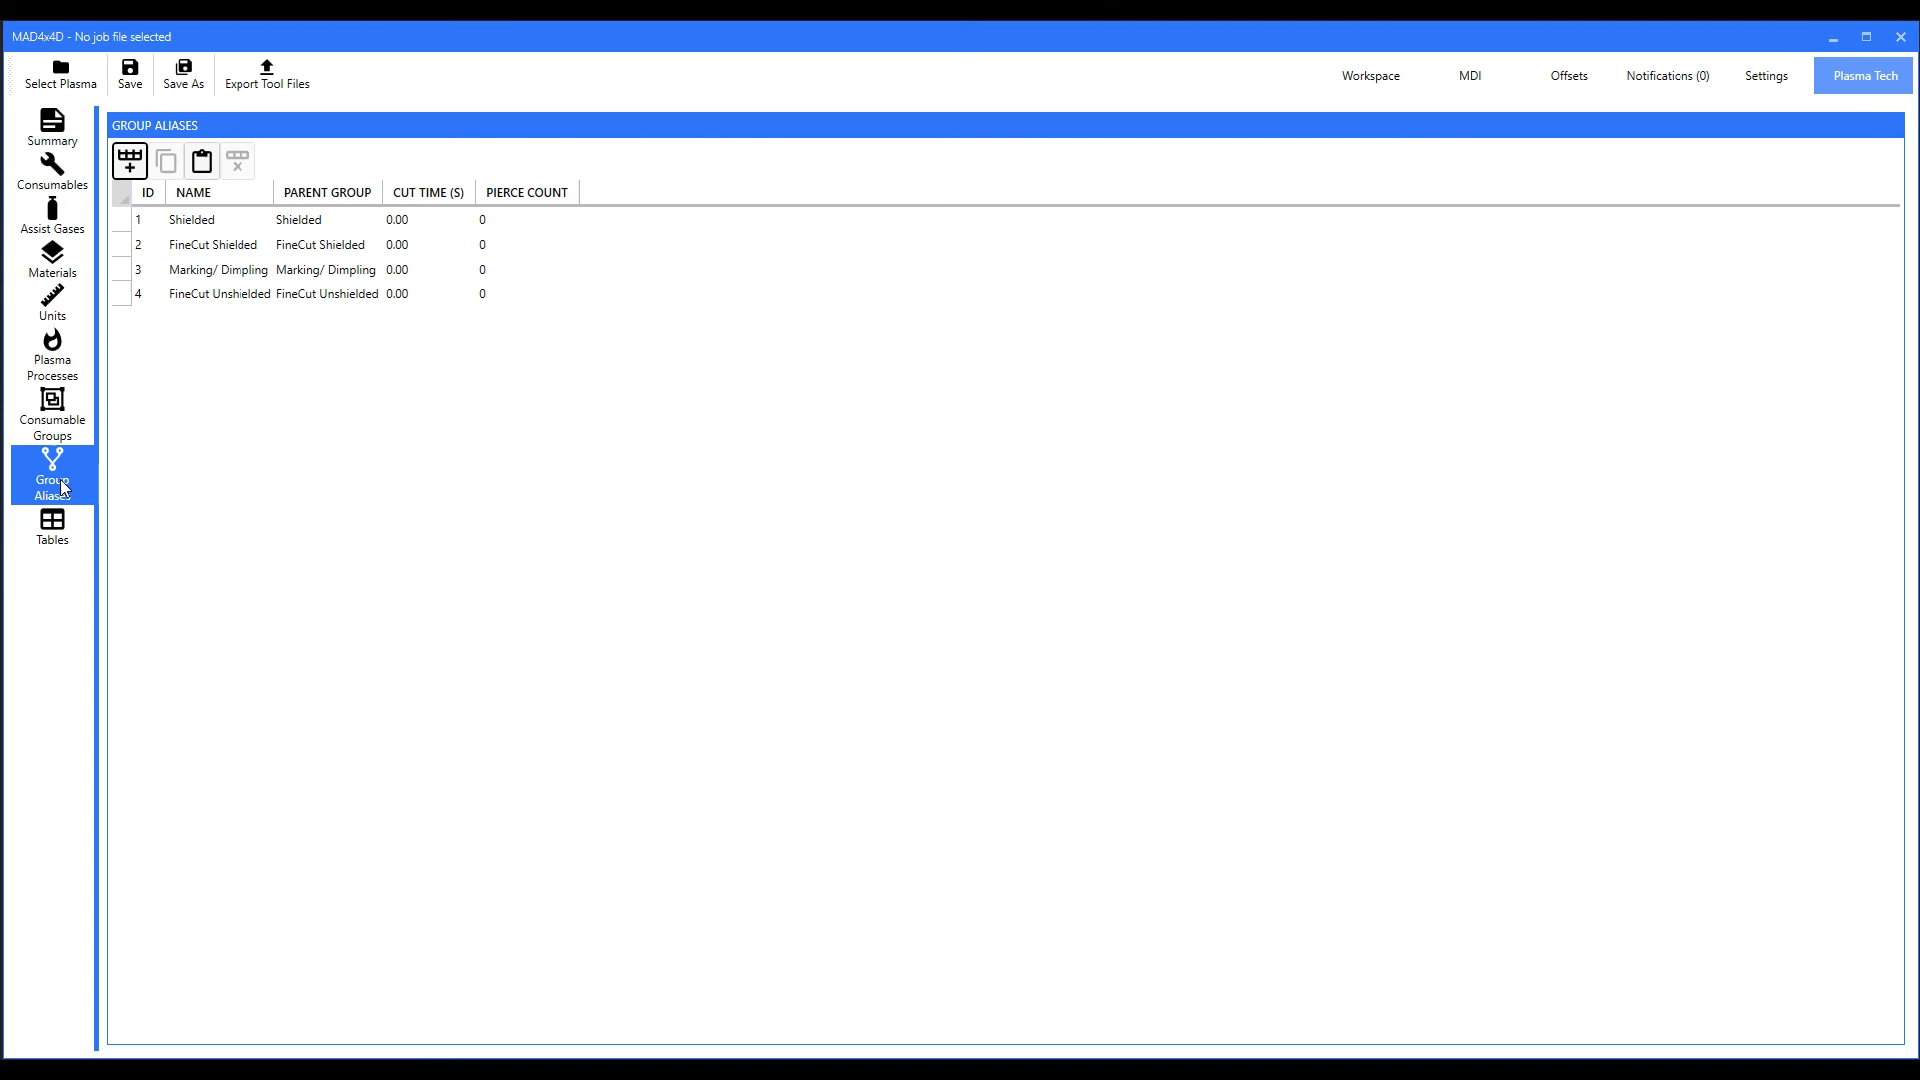 MAD4x4D - No job file selected
Select Plasma
Save
Save As
Export Tool Files
Workspace
MDI
Offsets
Notifications (0)
Settings
Plasma Tech
Summary
Consumables
Assist Gases
Materials
Units
Plasma
Processes
Consumable
Groups
Group
Aliases
Tables
GROUP ALIASES
ID NAME PARENT GROUP CUT TIME (S) PIERCE COUNT
1 Shielded Shielded 0.00 0
2 FineCut Shielded FineCut Shielded 0.00 0
3 Marking/ Dimpling Marking/ Dimpling 0.00 0
4 FineCut Unshielded FineCut Unshielded 0.00 0